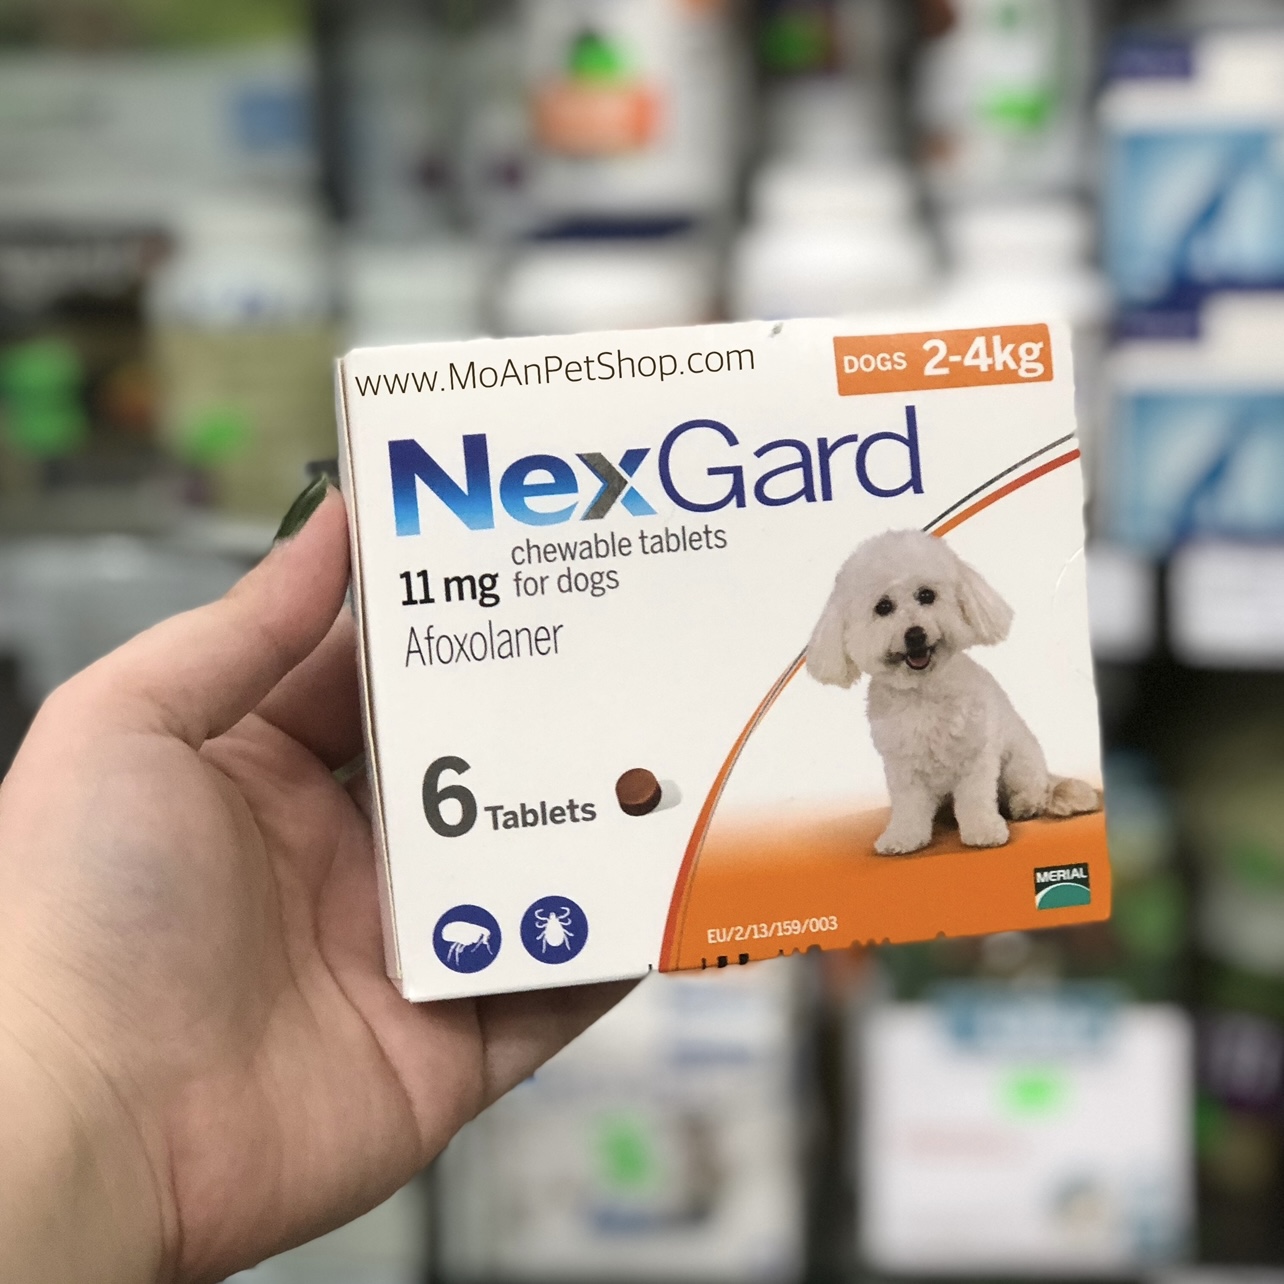 www.MoAnPetShop.com
DOGS 2-4kg
NexGard
chewable tablets
11 mg for dogs
Afoxolaner
6 Tablets
MERIAL
EU/2/13/159/003